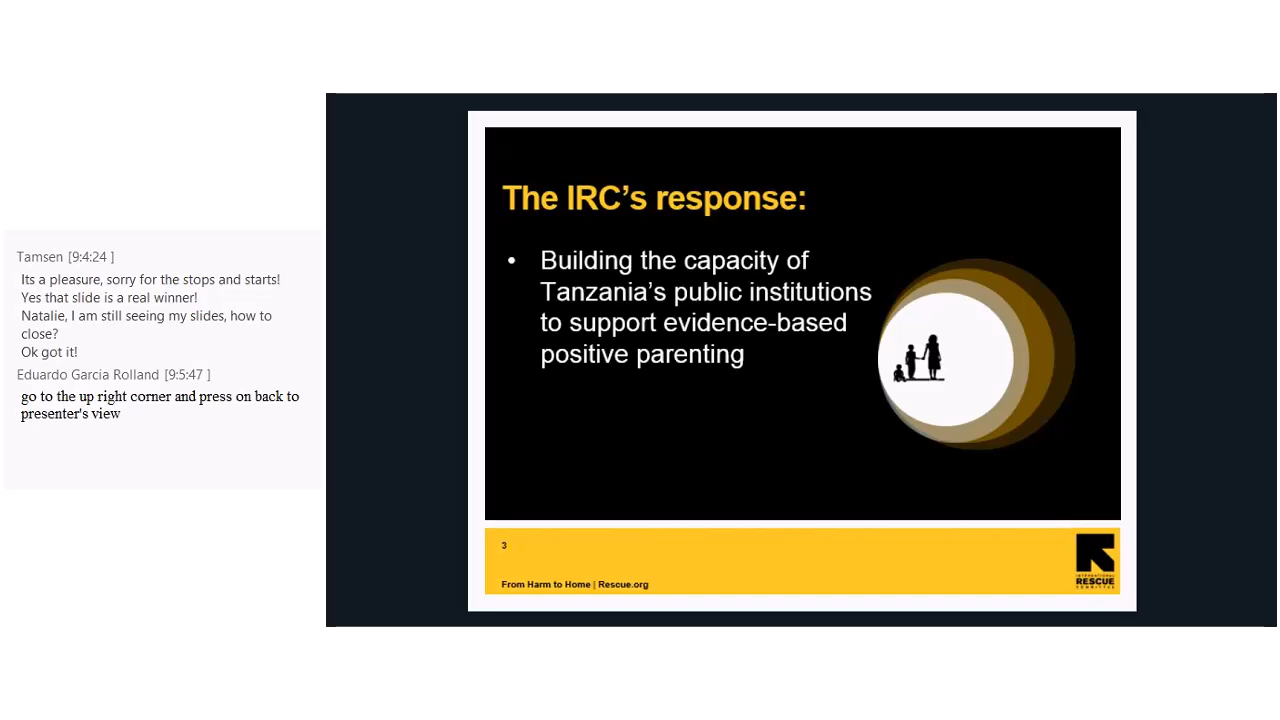 Tamsen [9:4:24 ]
Its a pleasure, sorry for the stops and starts!
Yes that slide is a real winner!
Natalie, I am still seeing my slides, how to
close?
Ok got it!
Eduardo Garcia Rolland [9:5:47 ]
go to the up right corner and press on back to
presenter's view
The IRC's response:
• Building the capacity of
Tanzania's public institutions
to support evidence-based
positive parenting
3
From Harm to Home | Rescue.org
INTERNATIONAL
RESCUE
COMMITTEE